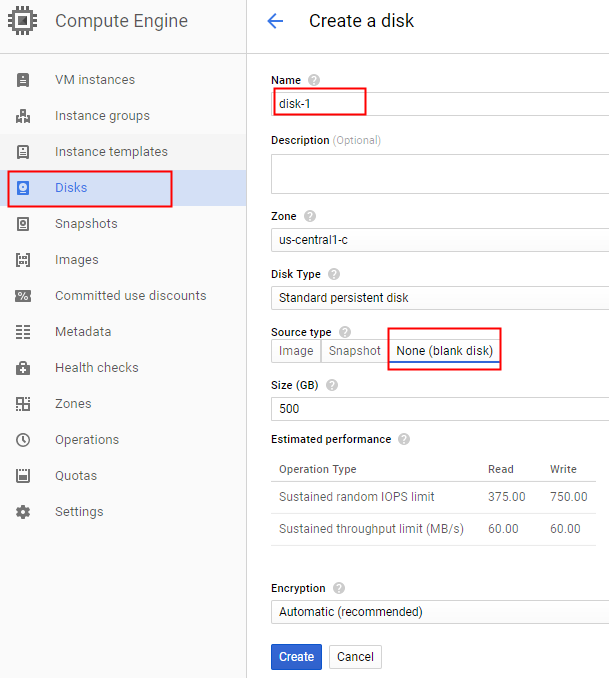 Compute Engine
VM instances
Instance groups
Instance templates
Disks
Snapshots
Images
Committed use discounts
Metadata
Health checks
Zones
Operations
Quotas
Settings
Create a disk
Name ?
disk-1
Description (Optional)
Zone ?
us-central1-c
Disk Type ?
Standard persistent disk
Source type ?
Image Snapshot None (blank disk)
Size (GB) ?
500
Estimated performance ?
Operation Type Read Write
Sustained random IOPS limit 375.00 750.00
Sustained throughput limit (MB/s) 60.00 60.00
Encryption ?
Automatic (recommended)
Create Cancel